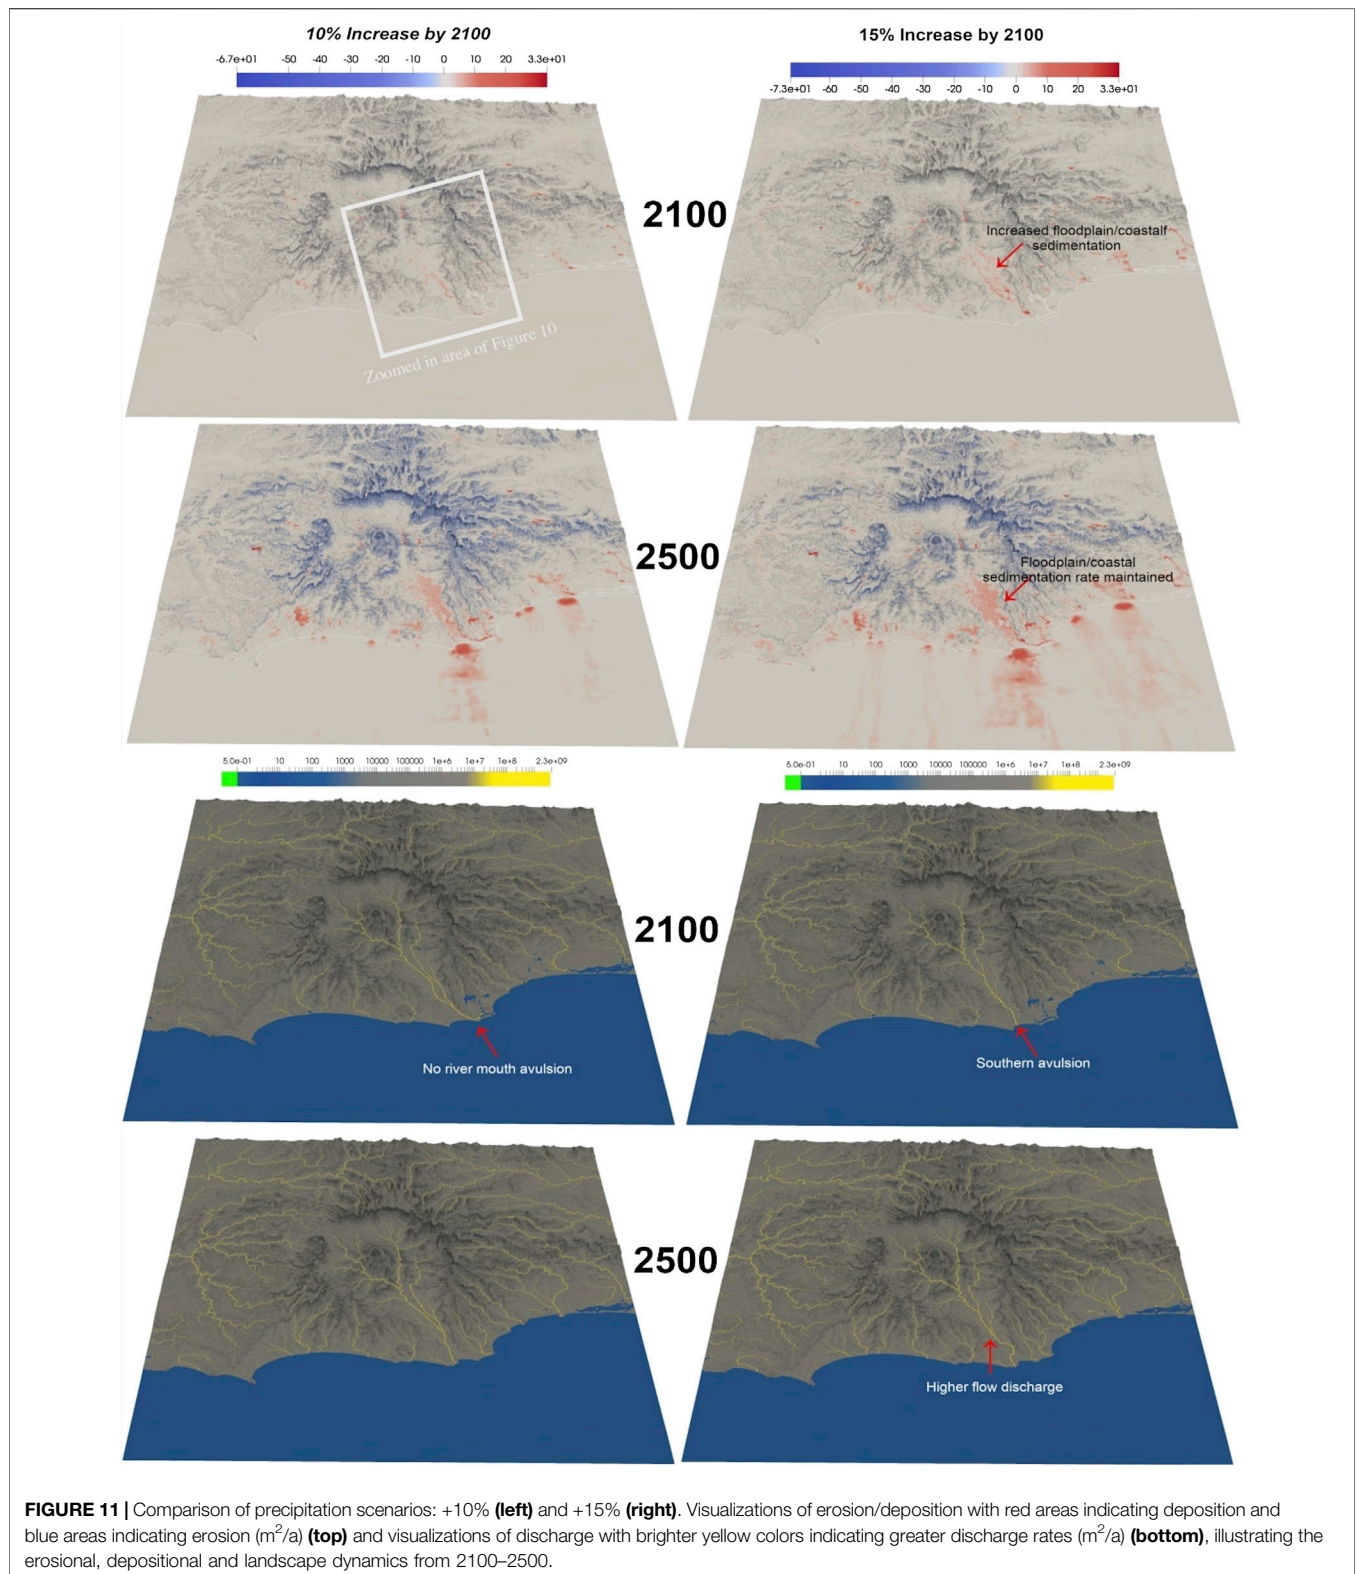 10% Increase by 2100
15% Increase by 2100
-6.7e+01 -50 -40 -30 -20 -10 0 10 20 3.3e+01
-7.3e+01 -60 -50 -40 -30 -20 -10 0 10 20 3.3e+01
2100
Increased floodplain/coastalf
sedimentation
Zoomed in area of Figure 10
2500
Floodplain/coastal
sedimentation rate maintained
5.0e-01 10 100 1000 10000 100000 1e+6 1e+7 1e+8 2.3e+09
5.0e-01 10 100 1000 10000 100000 1e+6 1e+7 1e+8 2.3e+09
2100
No river mouth avulsion
Southern avulsion
2500
Higher flow discharge
FIGURE 11 | Comparison of precipitation scenarios: +10% (left) and +15% (right). Visualizations of erosion/deposition with red areas indicating deposition and
blue areas indicating erosion (m²/a) (top) and visualizations of discharge with brighter yellow colors indicating greater discharge rates (m²/a) (bottom), illustrating the
erosional, depositional and landscape dynamics from 2100–2500.